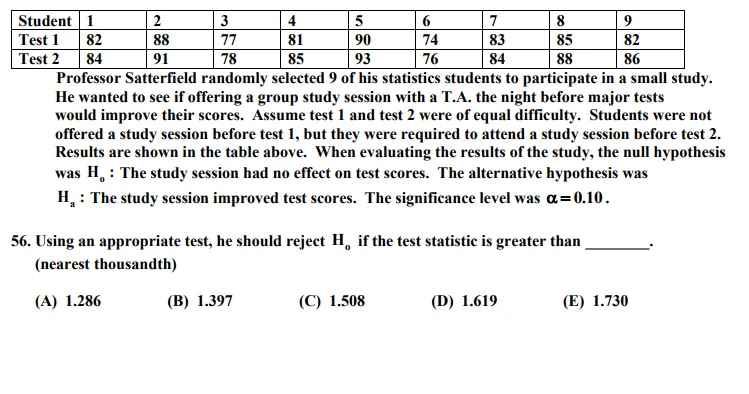 Student 1 2 3 4 5 6 7 8 9
Test 1 82 88 77 81 90 74 83 85 82
Test 2 84 91 78 85 93 76 84 88 86
Professor Satterfield randomly selected 9 of his statistics students to participate in a small study.
He wanted to see if offering a group study session with a T.A. the night before major tests
would improve their scores. Assume test 1 and test 2 were of equal difficulty. Students were not
offered a study session before test 1, but they were required to attend a study session before test 2.
Results are shown in the table above. When evaluating the results of the study, the null hypothesis
was Hₒ : The study session had no effect on test scores. The alternative hypothesis was
Hₐ : The study session improved test scores. The significance level was α = 0.10 .
56. Using an appropriate test, he should reject Hₒ if the test statistic is greater than ________.
(nearest thousandth)
(A) 1.286 (B) 1.397 (C) 1.508 (D) 1.619 (E) 1.730